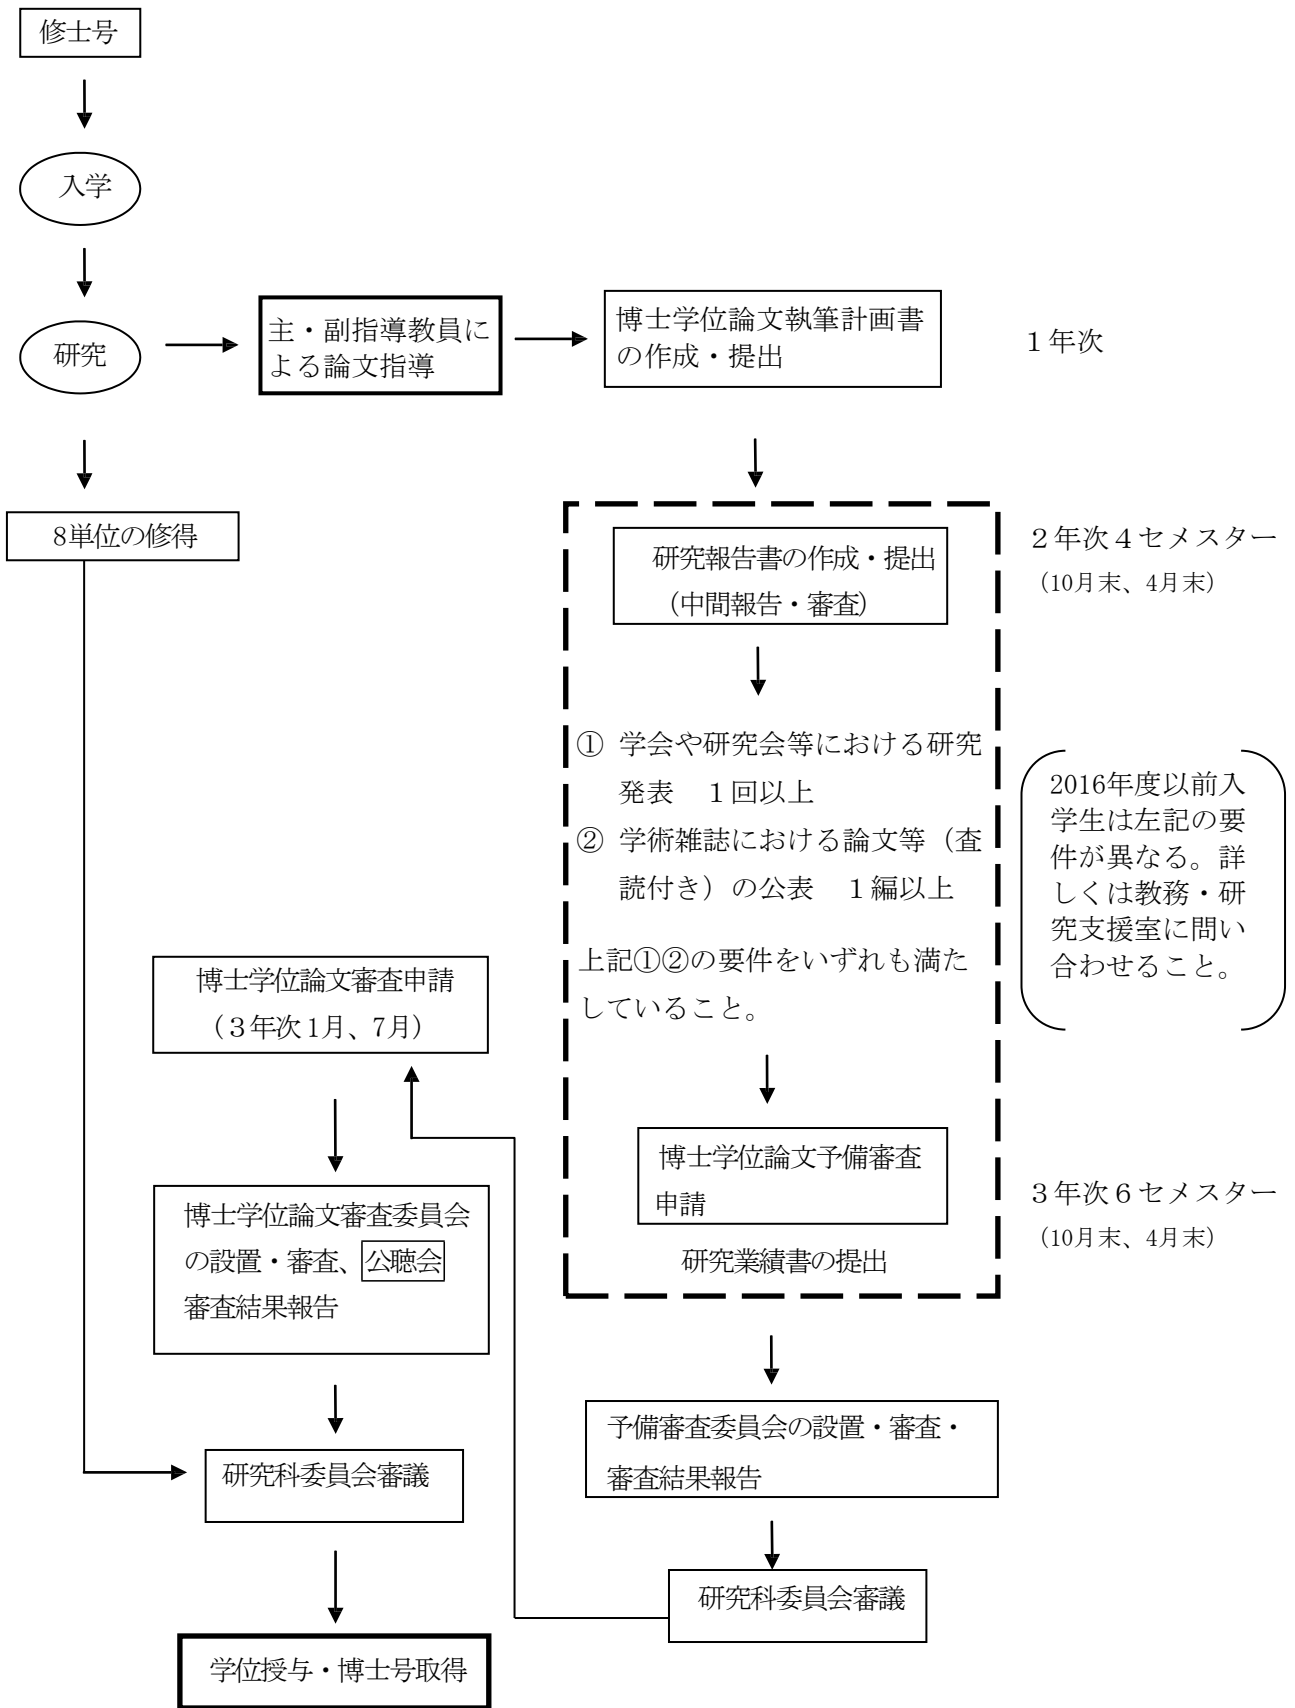 修士号
入学
研究
主・副指導教員に
よる論文指導
博士学位論文執筆計画書
の作成・提出
１年次
8単位の修得
研究報告書の作成・提出
（中間報告・審査）
２年次４セメスター
（10月末、4月末）
① 学会や研究会等における研究
発表　１回以上
② 学術雑誌における論文等（査
読付き）の公表　１編以上
上記①②の要件をいずれも満た
していること。
2016年度以前入
学生は左記の要
件が異なる。詳
しくは教務・研
究支援室に問い
合わせること。
博士学位論文予備審査
申請
研究業績書の提出
３年次６セメスター
（10月末、4月末）
予備審査委員会の設置・審査・
審査結果報告
研究科委員会審議
博士学位論文審査申請
（３年次1月、7月）
博士学位論文審査委員会
の設置・審査、公聴会
審査結果報告
研究科委員会審議
学位授与・博士号取得